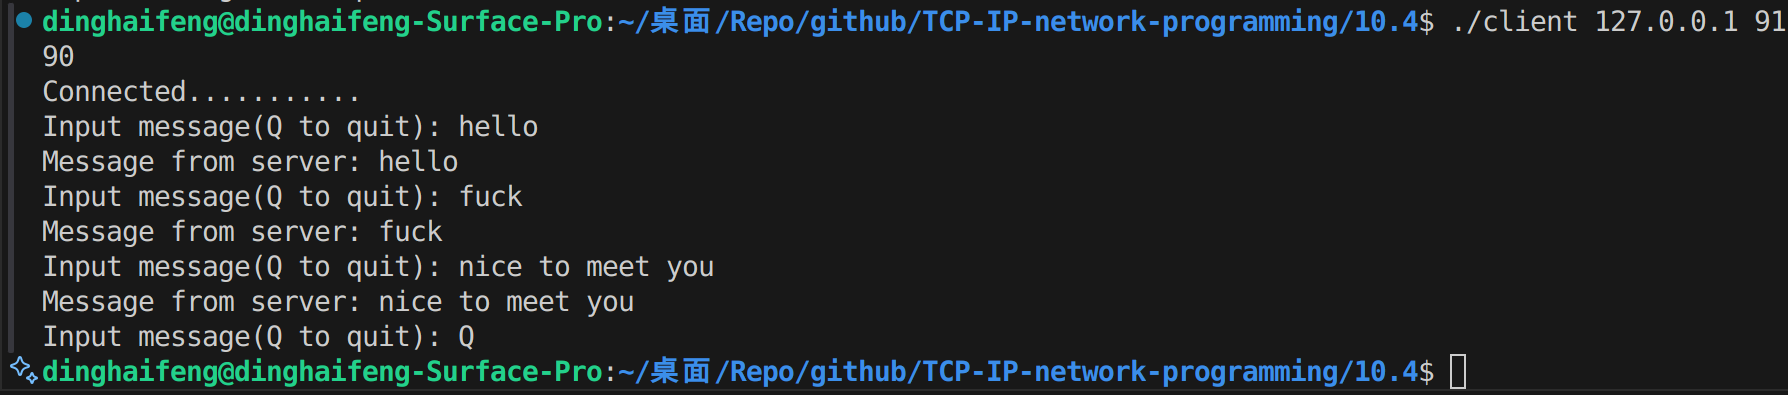 dinghaifeng@dinghaifeng-Surface-Pro:~/桌面/Repo/github/TCP-IP-network-programming/10.4$ ./client 127.0.0.1 91
90
Connected...........
Input message(Q to quit): hello
Message from server: hello
Input message(Q to quit): fuck
Message from server: fuck
Input message(Q to quit): nice to meet you
Message from server: nice to meet you
Input message(Q to quit): Q
dinghaifeng@dinghaifeng-Surface-Pro:~/桌面/Repo/github/TCP-IP-network-programming/10.4$